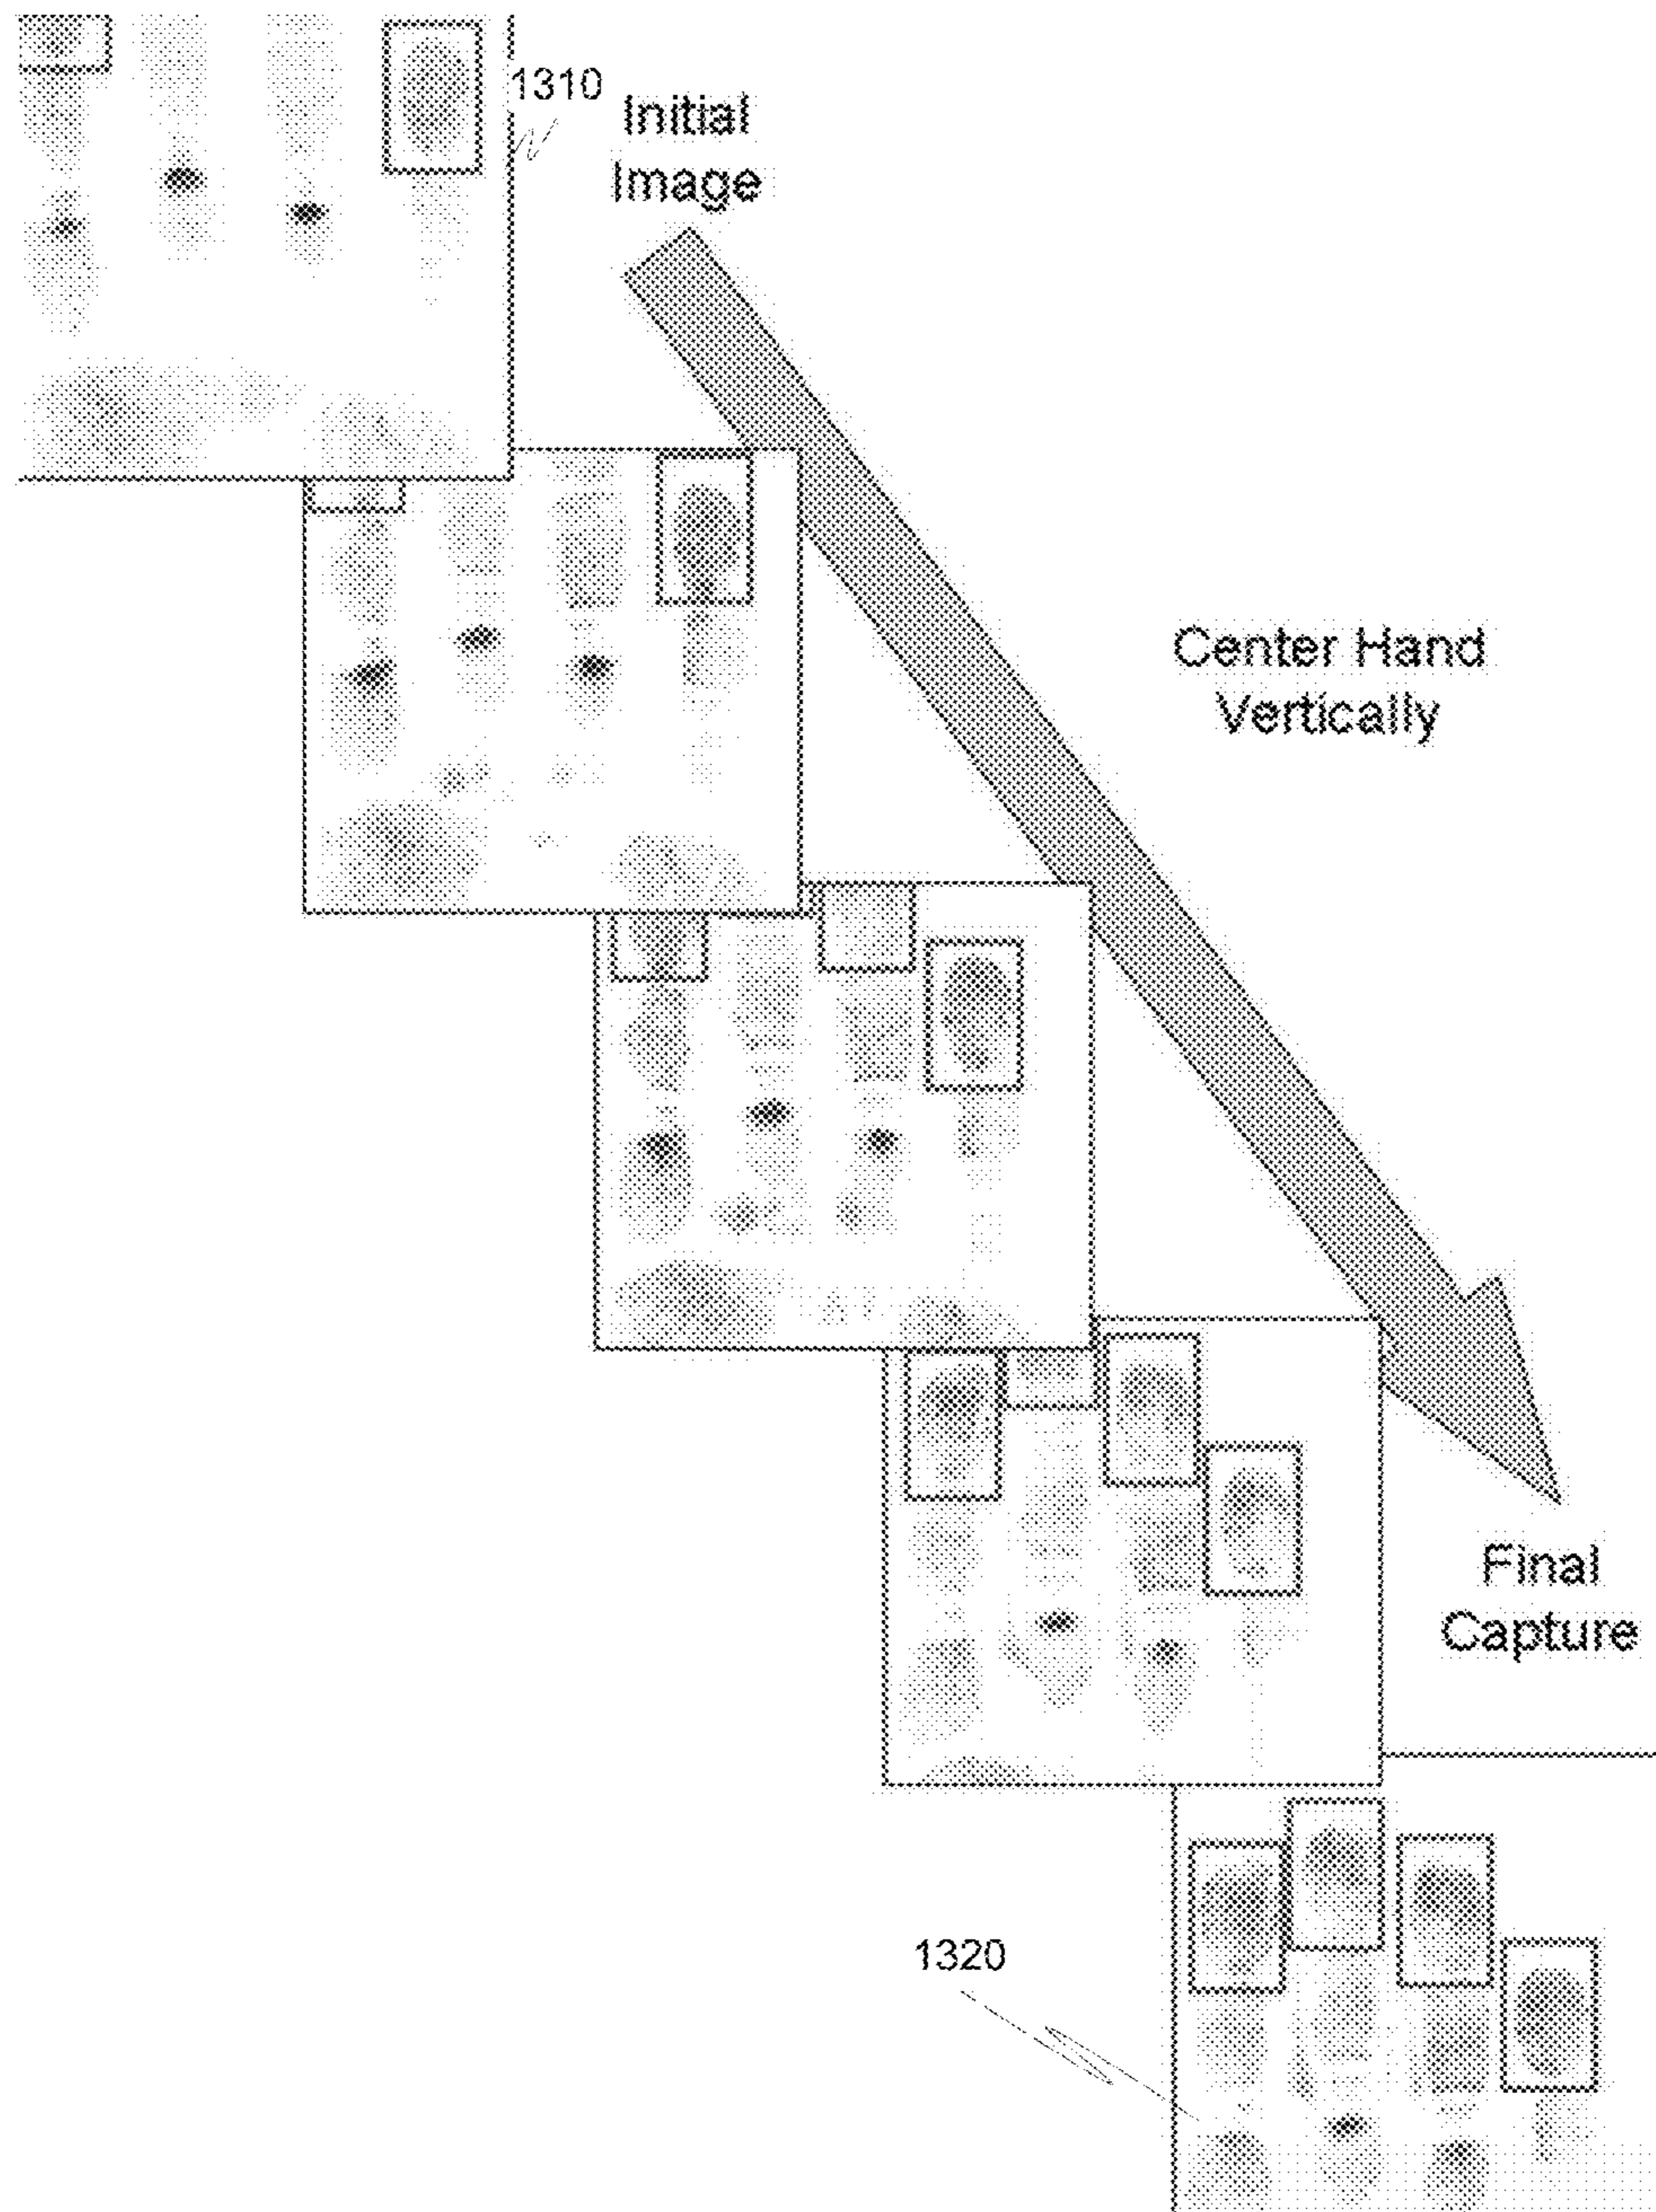 1310
Initial
Image
Center Hand
Vertically
Final
Capture
1320